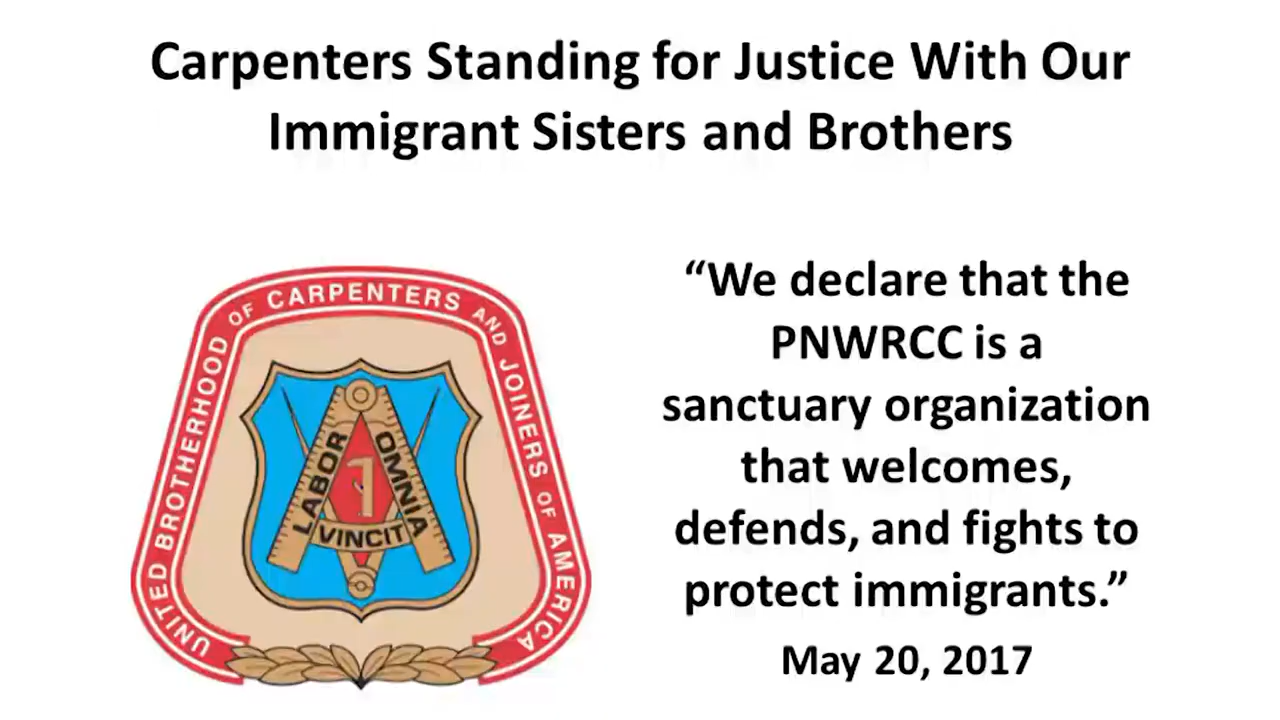 Carpenters Standing for Justice With Our
Immigrant Sisters and Brothers
UNITED BROTHERHOOD OF CARPENTERS AND JOINERS OF AMERICA
LABOR
OMNIA
VINCIT
“We declare that the
PNWRCC is a
sanctuary organization
that welcomes,
defends, and fights to
protect immigrants.”
May 20, 2017